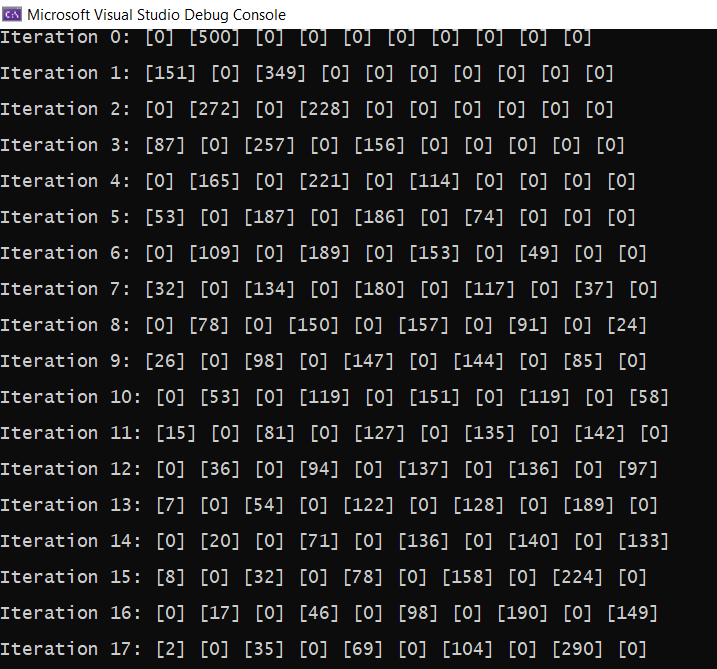 Microsoft Visual Studio Debug Console
Iteration 0: [0] [500] [0] [0] [0] [0] [0] [0] [0] [0]
Iteration 1: [151] [0] [349] [0] [0] [0] [0] [0] [0] [0]
Iteration 2: [0] [272] [0] [228] [0] [0] [0] [0] [0] [0]
Iteration 3: [87] [0] [257] [0] [156] [0] [0] [0] [0] [0]
Iteration 4: [0] [165] [0] [221] [0] [114] [0] [0] [0] [0]
Iteration 5: [53] [0] [187] [0] [186] [0] [74] [0] [0] [0]
Iteration 6: [0] [109] [0] [189] [0] [153] [0] [49] [0] [0]
Iteration 7: [32] [0] [134] [0] [180] [0] [117] [0] [37] [0]
Iteration 8: [0] [78] [0] [150] [0] [157] [0] [91] [0] [24]
Iteration 9: [26] [0] [98] [0] [147] [0] [144] [0] [85] [0]
Iteration 10: [0] [53] [0] [119] [0] [151] [0] [119] [0] [58]
Iteration 11: [15] [0] [81] [0] [127] [0] [135] [0] [142] [0]
Iteration 12: [0] [36] [0] [94] [0] [137] [0] [136] [0] [97]
Iteration 13: [7] [0] [54] [0] [122] [0] [128] [0] [189] [0]
Iteration 14: [0] [20] [0] [71] [0] [136] [0] [140] [0] [133]
Iteration 15: [8] [0] [32] [0] [78] [0] [158] [0] [224] [0]
Iteration 16: [0] [17] [0] [46] [0] [98] [0] [190] [0] [149]
Iteration 17: [2] [0] [35] [0] [69] [0] [104] [0] [290] [0]